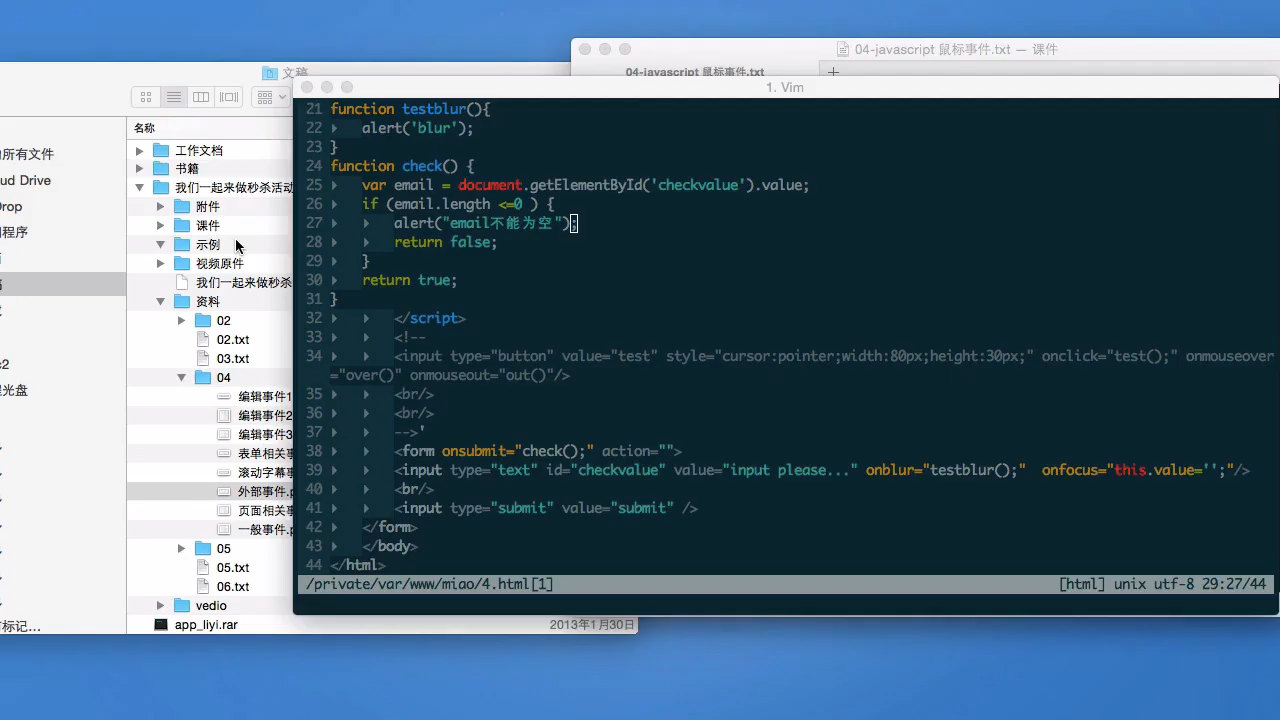 04-javascript 鼠标事件.txt — 课件
文稿
04-javascript 鼠标事件.txt
1. Vim
名称
工作文档
书籍
我们一起来做秒杀活动
附件
课件
示例
视频原件
我们一起来做秒杀
资料
02
02.txt
03.txt
04
编辑事件1
编辑事件2
编辑事件3
表单相关事
滚动字幕事
外部事件.p
页面相关事
一般事件.p
05
05.txt
06.txt
vedio
app_liyi.rar
2013年1月30日
所有文件
ud Drive
rop
程序
c2
光盘
标记…
21 function testblur(){
22 alert('blur');
23 }
24 function check() {
25 var email = document.getElementById('checkvalue').value;
26 if (email.length <=0 ) {
27 alert("email不能为空");
28 return false;
29 }
30 return true;
31 }
32 </script>
33 <!--
34 <input type="button" value="test" style="cursor:pointer;width:80px;height:30px;" onclick="test();" onmouseover
="over()" onmouseout="out()"/>
35 <br/>
36 <br/>
37 -->'
38 <form onsubmit="check();" action="">
39 <input type="text" id="checkvalue" value="input please..." onblur="testblur();"  onfocus="this.value='';"/>
40 <br/>
41 <input type="submit" value="submit" />
42 </form>
43 </body>
44 </html>
/private/var/www/miao/4.html[1]
[html] unix utf-8 29:27/44